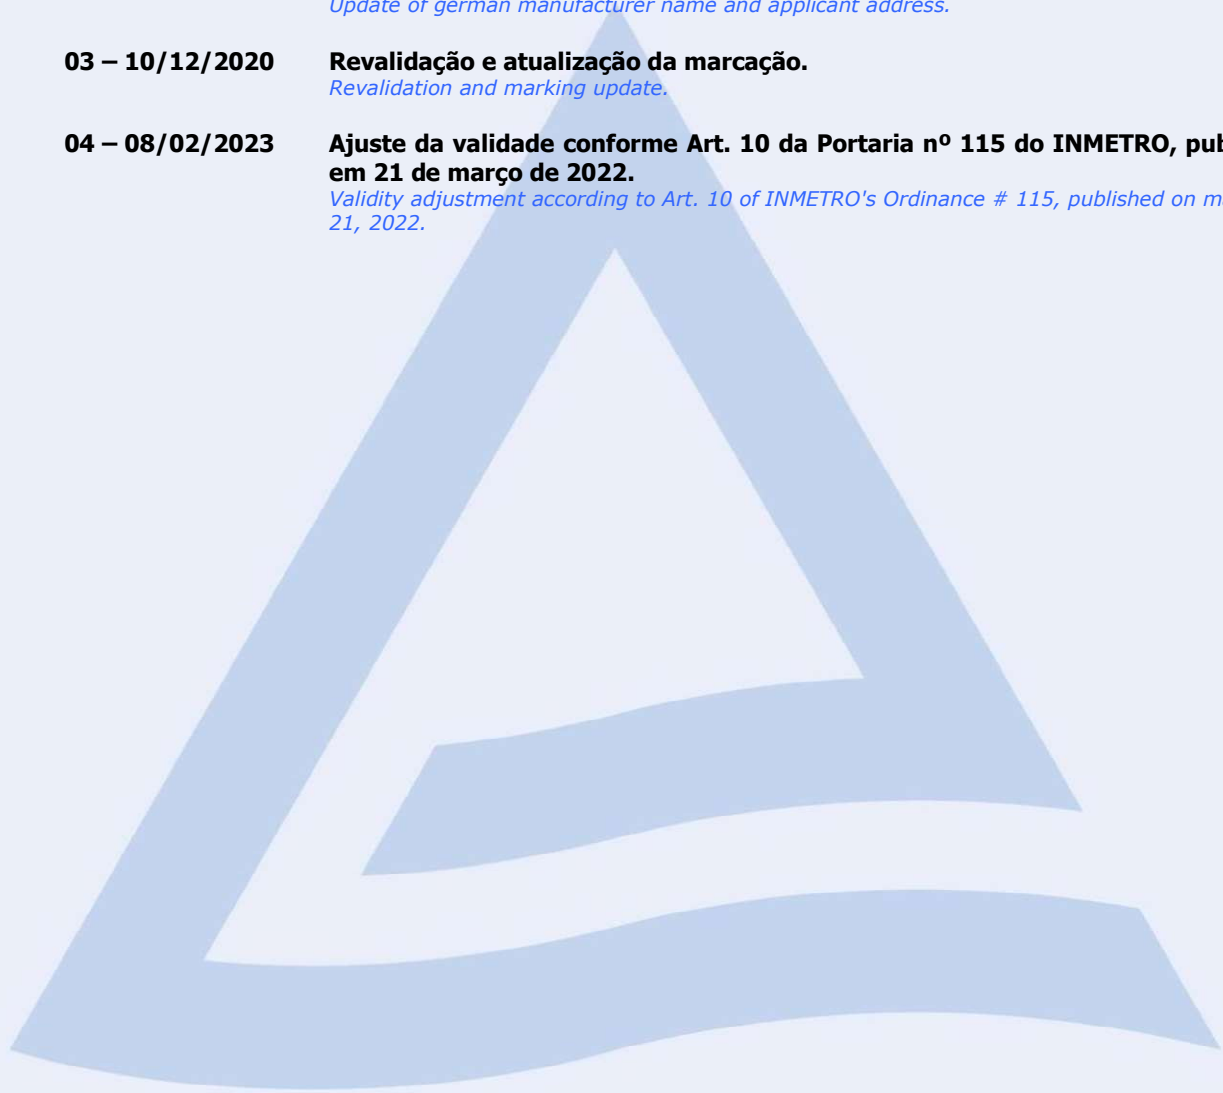 Update of german manufacturer name and applicant address.
03 – 10/12/2020 Revalidação e atualização da marcação.
Revalidation and marking update.
04 – 08/02/2023 Ajuste da validade conforme Art. 10 da Portaria nº 115 do INMETRO,
em 21 de março de 2022.
Validity adjustment according to Art. 10 of INMETRO's Ordinance # 115, published on
21, 2022.